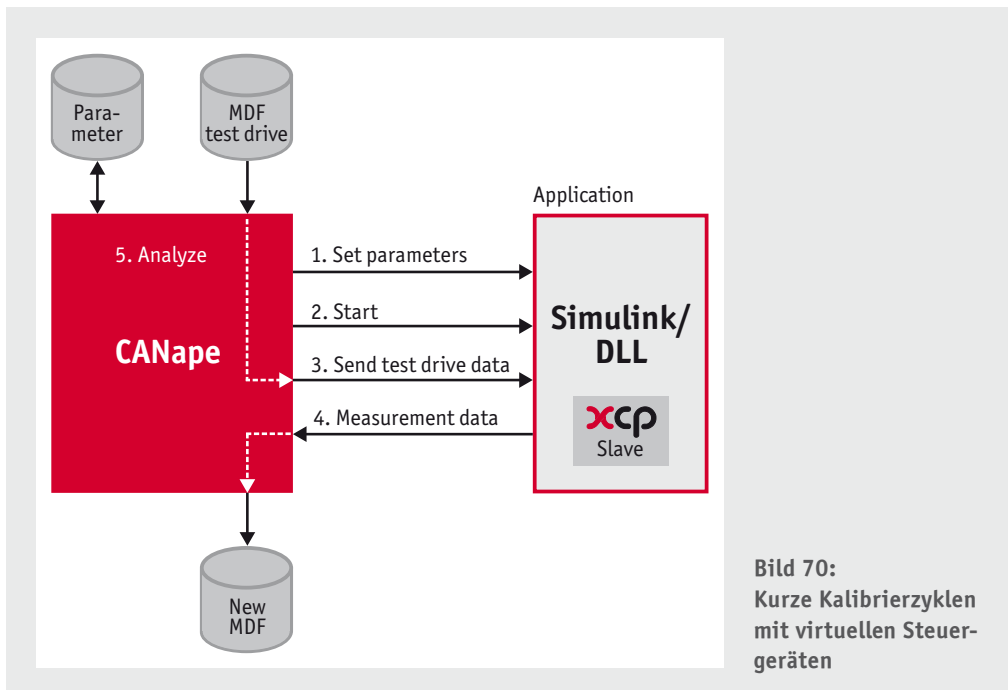 Para-
meter
MDF
test drive
Application
5. Analyze
1. Set parameters
2. Start
CANape
Simulink/
DLL
3. Send test drive data
4. Measurement data
xcp
Slave
New
MDF
Bild 70:
Kurze Kalibrierzyklen
mit virtuellen Steuer-
geräten